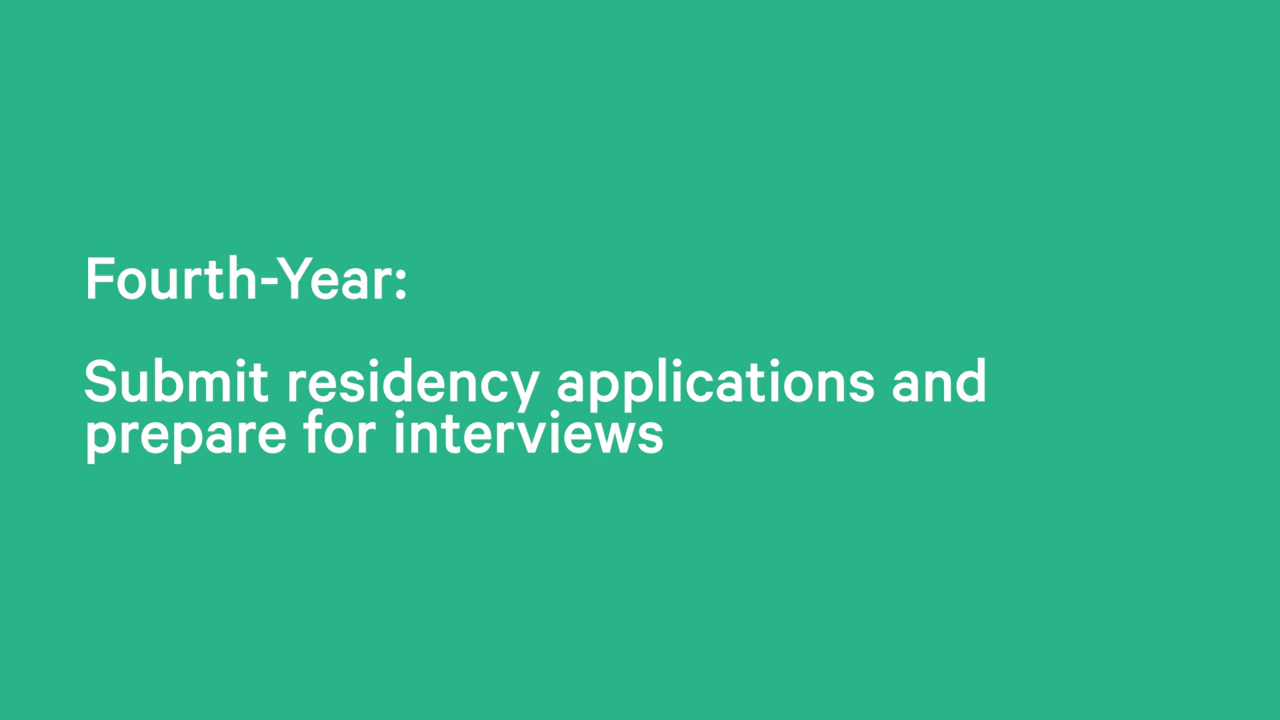 Fourth-Year:
Submit residency applications and
prepare for interviews